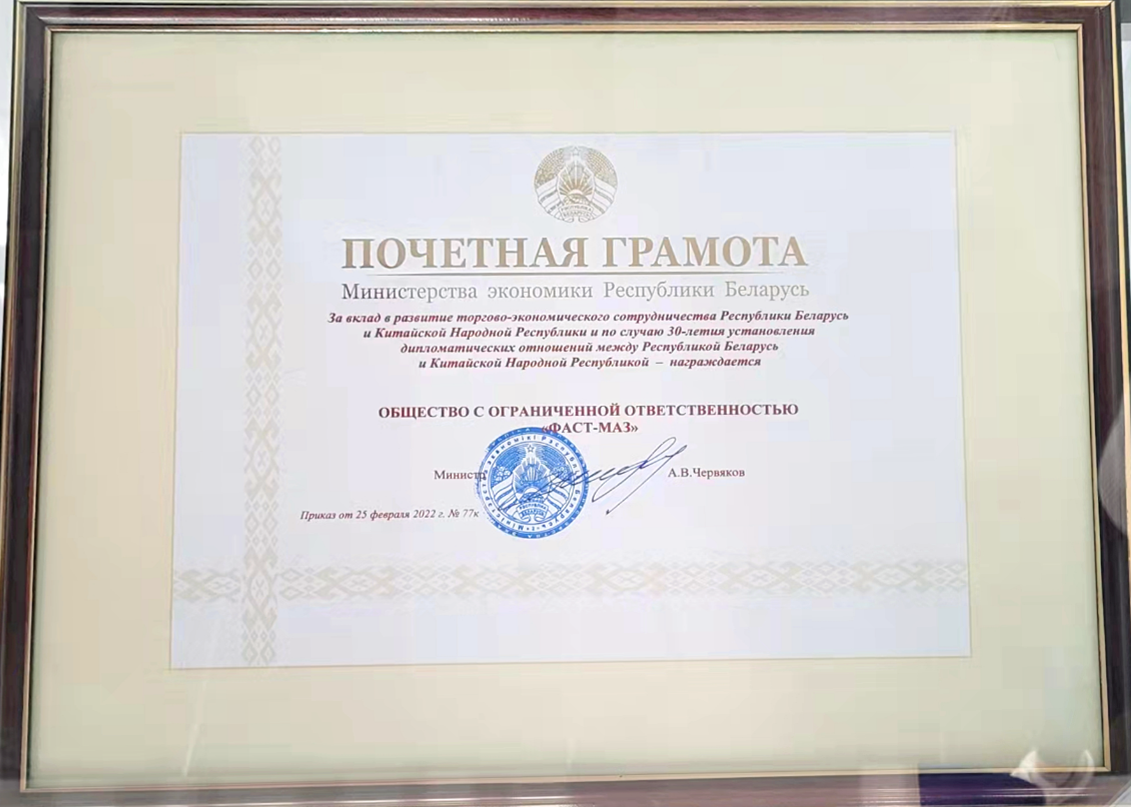 ПОЧЕТНАЯ ГРАМОТА
Министерства экономики Республики Беларусь
За вклад в развитие торгово-экономического сотрудничества Республики Беларусь
и Китайской Народной Республики и по случаю 30-летия установления
дипломатических отношений между Республикой Беларусь
и Китайской Народной Республикой – награждается
ОБЩЕСТВО С ОГРАНИЧЕННОЙ ОТВЕТСТВЕННОСТЬЮ
«ФАСТ-МАЗ»
Министр А.В.Червяков
Приказ от 25 февраля 2022 г. № 77к